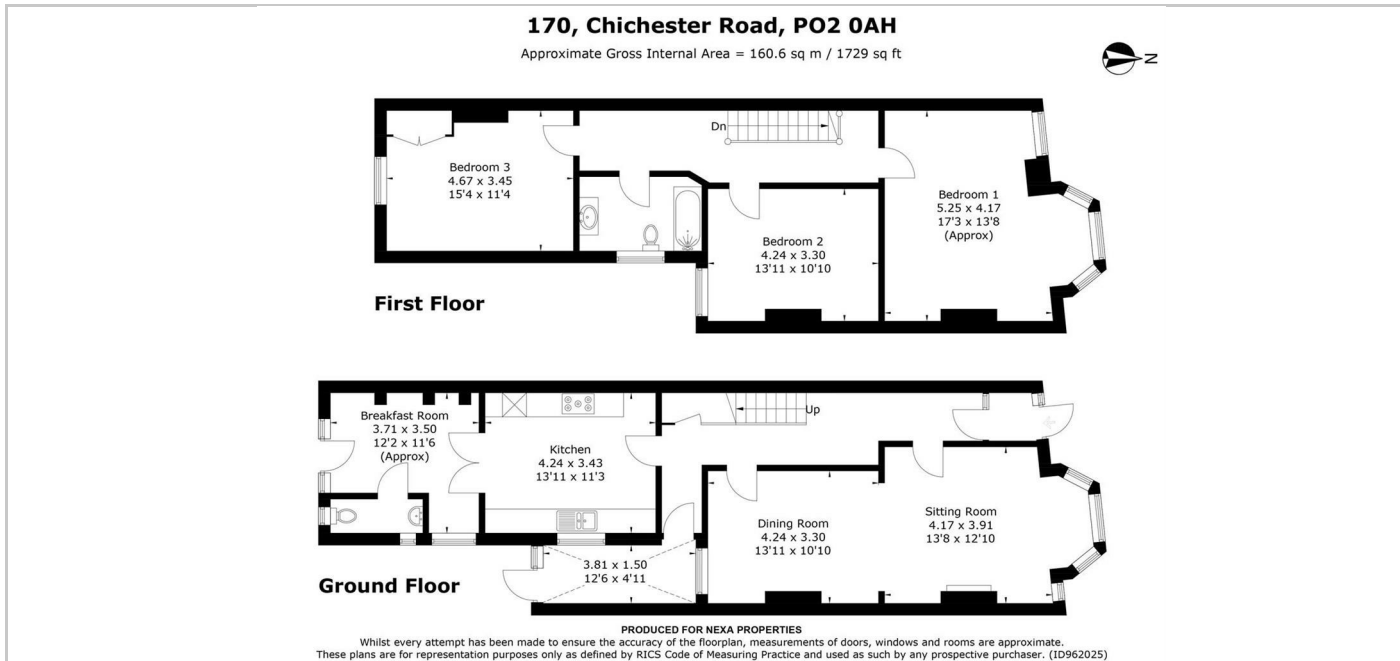 170, Chichester Road, PO2 0AH
Approximate Gross Internal Area = 160.6 sq m / 1729 sq ft
N
Dn
Bedroom 3
4.67 x 3.45
15'4 x 11'4
Bedroom 1
5.25 x 4.17
17'3 x 13'8
(Approx)
Bedroom 2
4.24 x 3.30
13'11 x 10'10
First Floor
Breakfast Room
3.71 x 3.50
12'2 x 11'6
(Approx)
Up
Kitchen
4.24 x 3.43
13'11 x 11'3
Sitting Room
4.17 x 3.91
13'8 x 12'10
Dining Room
4.24 x 3.30
13'11 x 10'10
3.81 x 1.50
12'6 x 4'11
Ground Floor
PRODUCED FOR NEXA PROPERTIES
Whilst every attempt has been made to ensure the accuracy of the floorplan, measurements of doors, windows and rooms are approximate.
These plans are for representation purposes only as defined by RICS Code of Measuring Practice and used as such by any prospective purchaser. (ID962025)